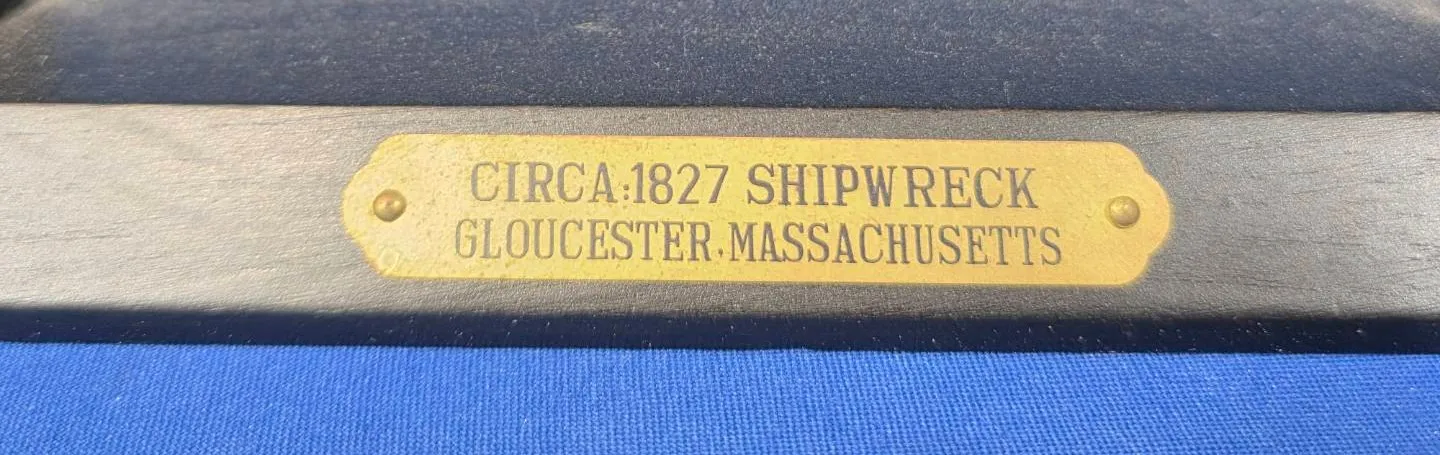 CIRCA:1827 SHIPWRECK
GLOUCESTER.MASSACHUSETTS